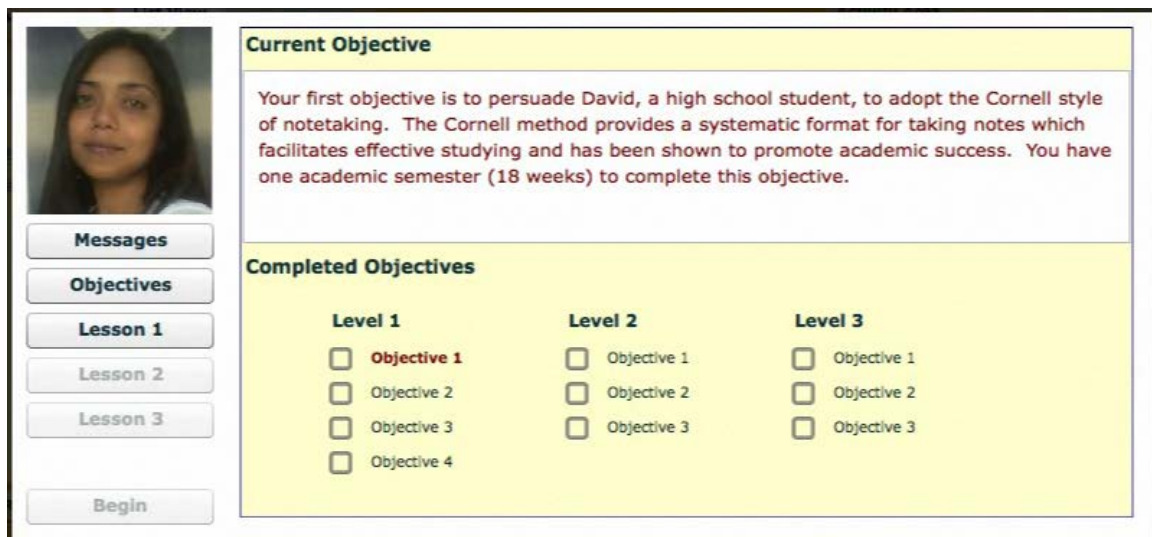 Current Objective
Your first objective is to persuade David, a high school student, to adopt the Cornell style
of notetaking. The Cornell method provides a systematic format for taking notes which
facilitates effective studying and has been shown to promote academic success. You have
one academic semester (18 weeks) to complete this objective.
Messages
Objectives
Lesson 1
Lesson 2
Lesson 3
Begin
Completed Objectives
Level 1
Objective 1
Objective 2
Objective 3
Objective 4
Level 2
Objective 1
Objective 2
Objective 3
Level 3
Objective 1
Objective 2
Objective 3